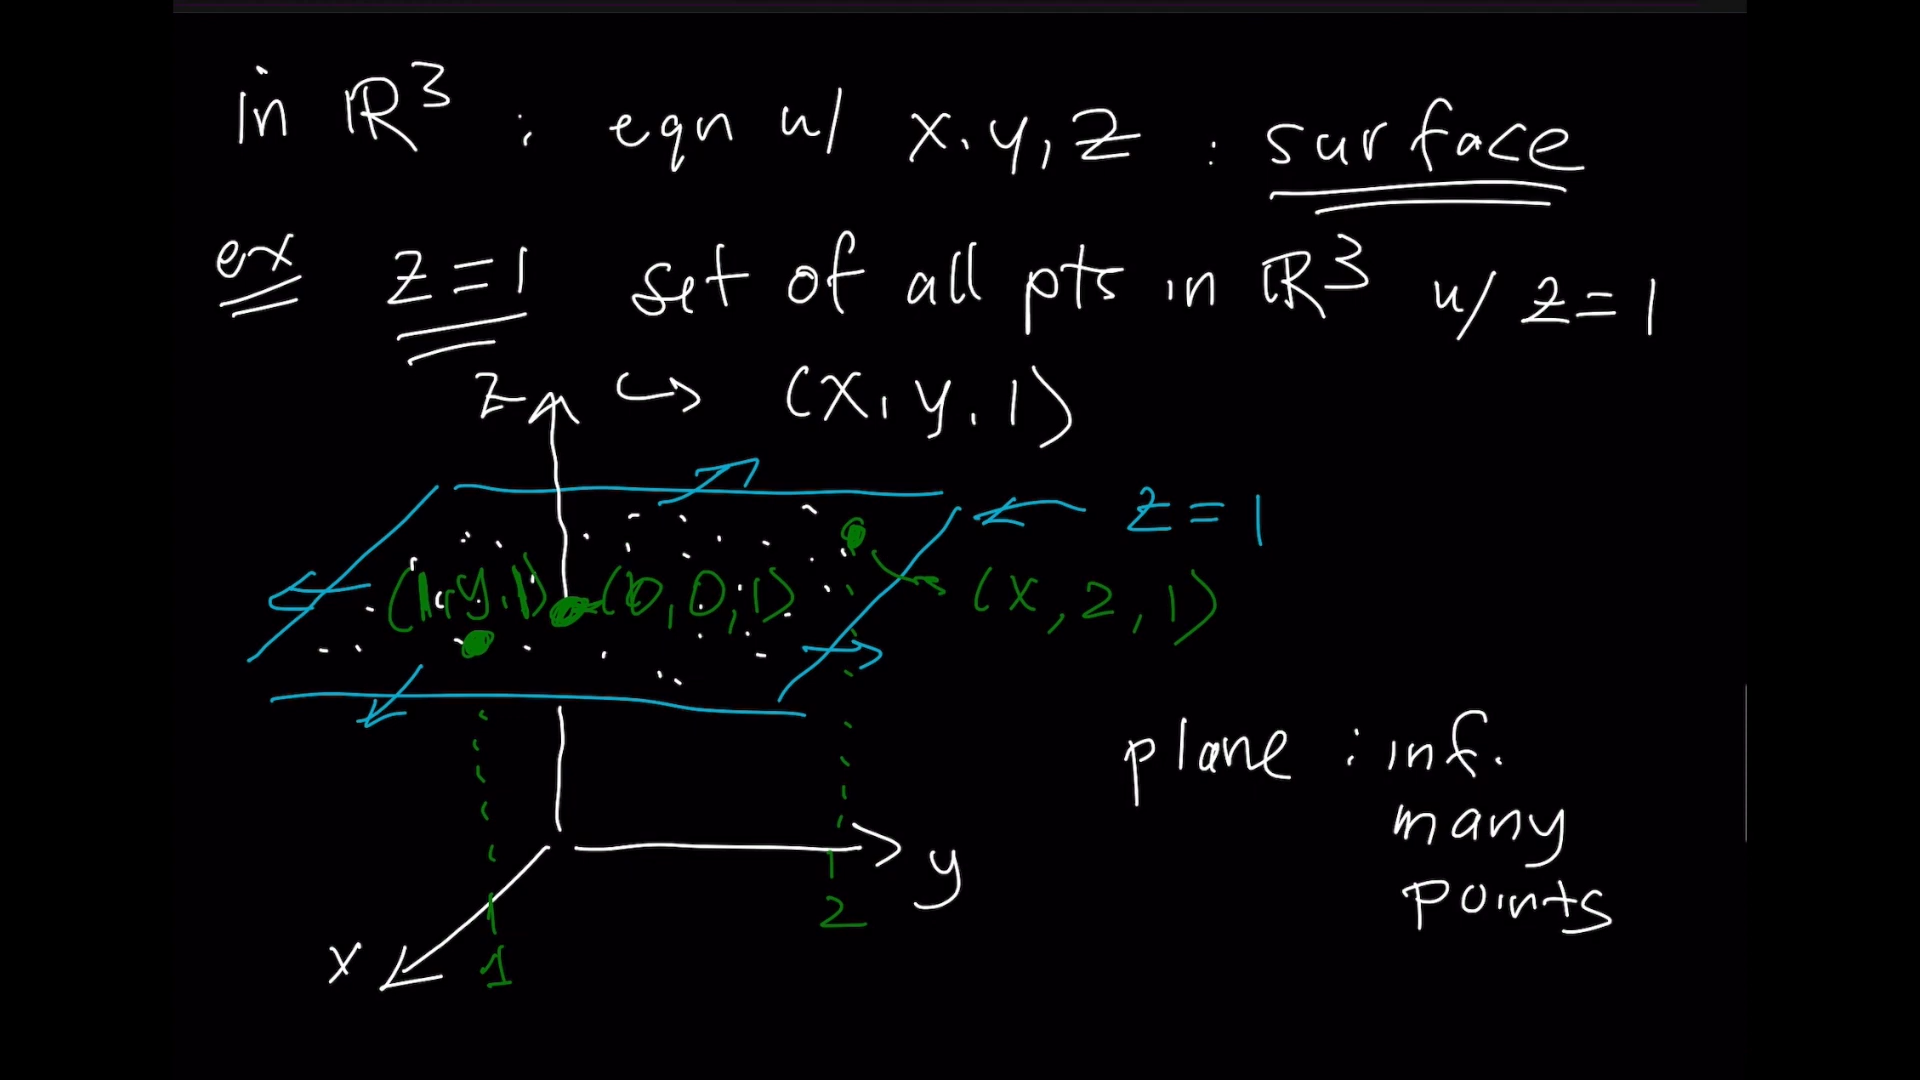 in ℝ³ : eqn w/ x, y, z : surface
ex z=1 set of all pts in ℝ³ w/ z=1
z ↪ (x, y, 1)
← z=1
(1, y, 1) (0, 0, 1) (x, 2, 1)
plane : inf.
many
points
y
2
x 1